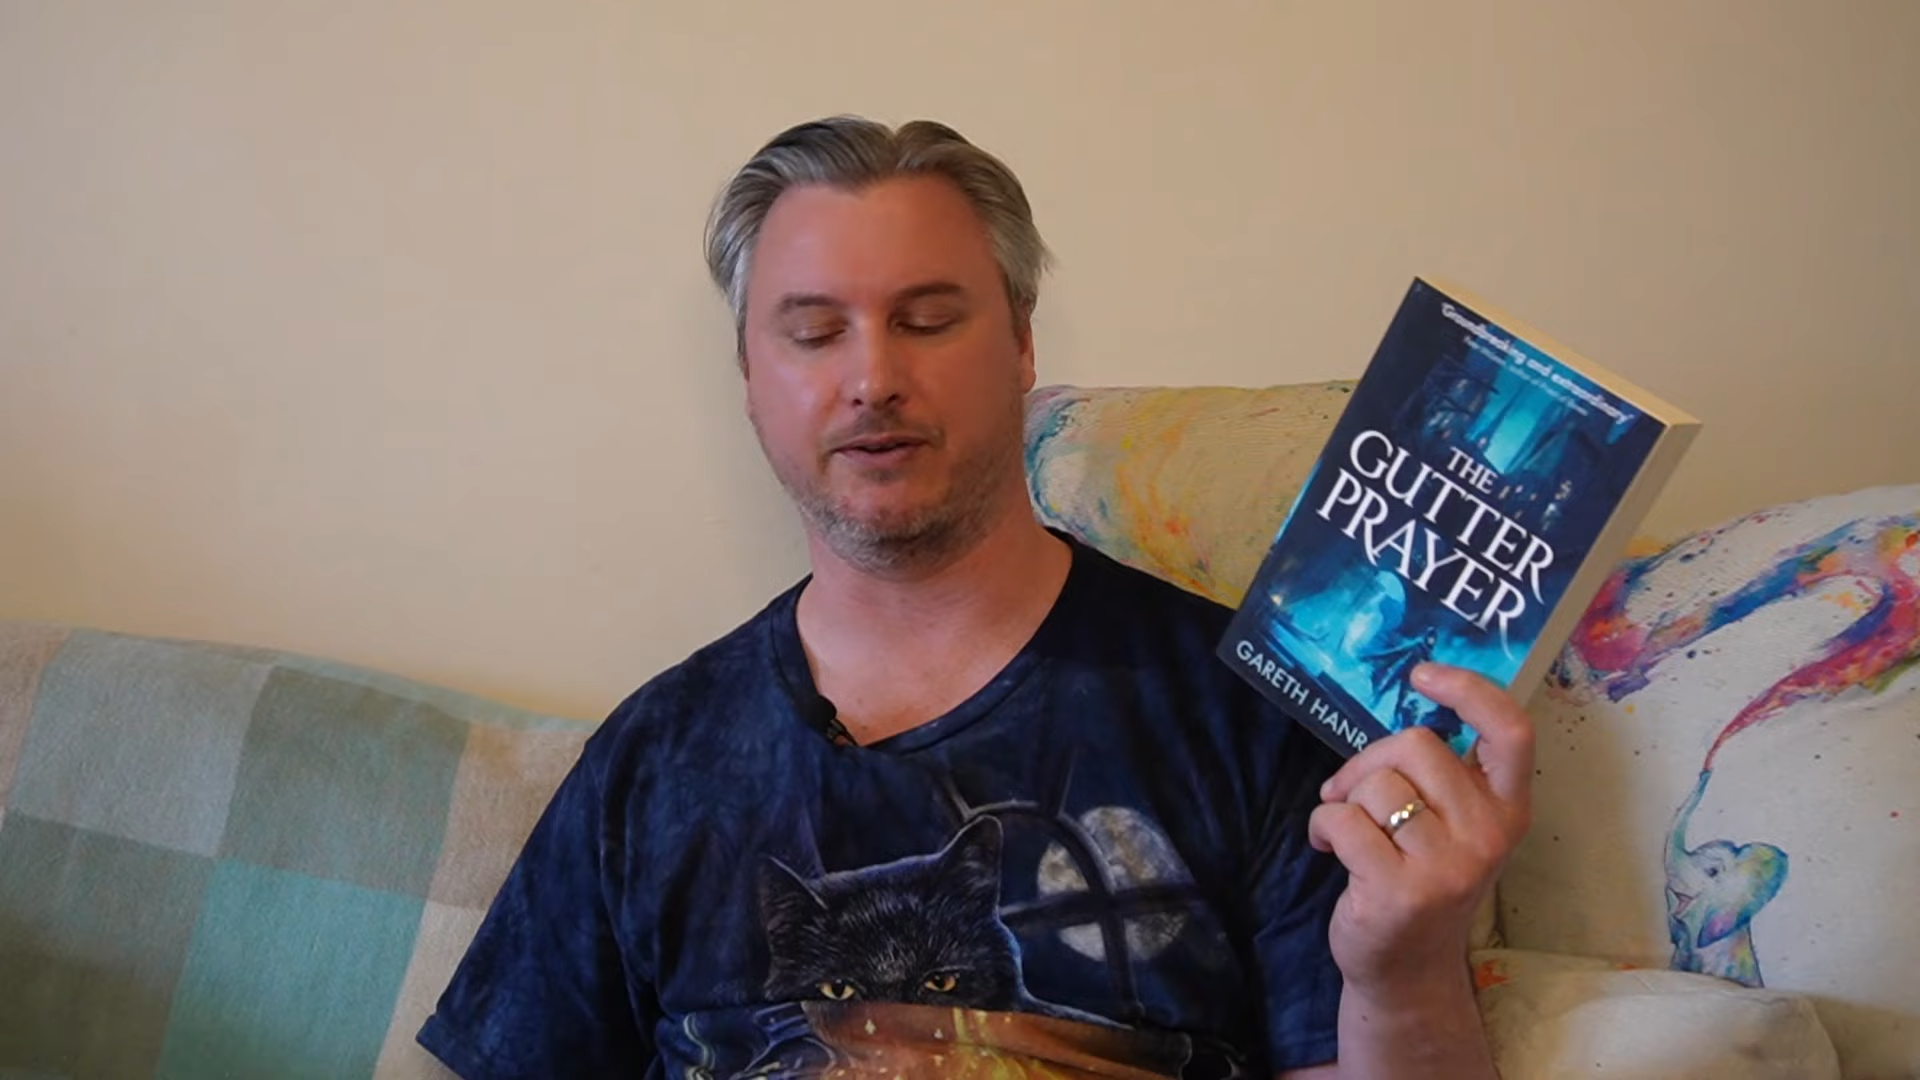 'Groundbreaking and extraordinary'
THE
GUTTER
PRAYER
GARETH HANR